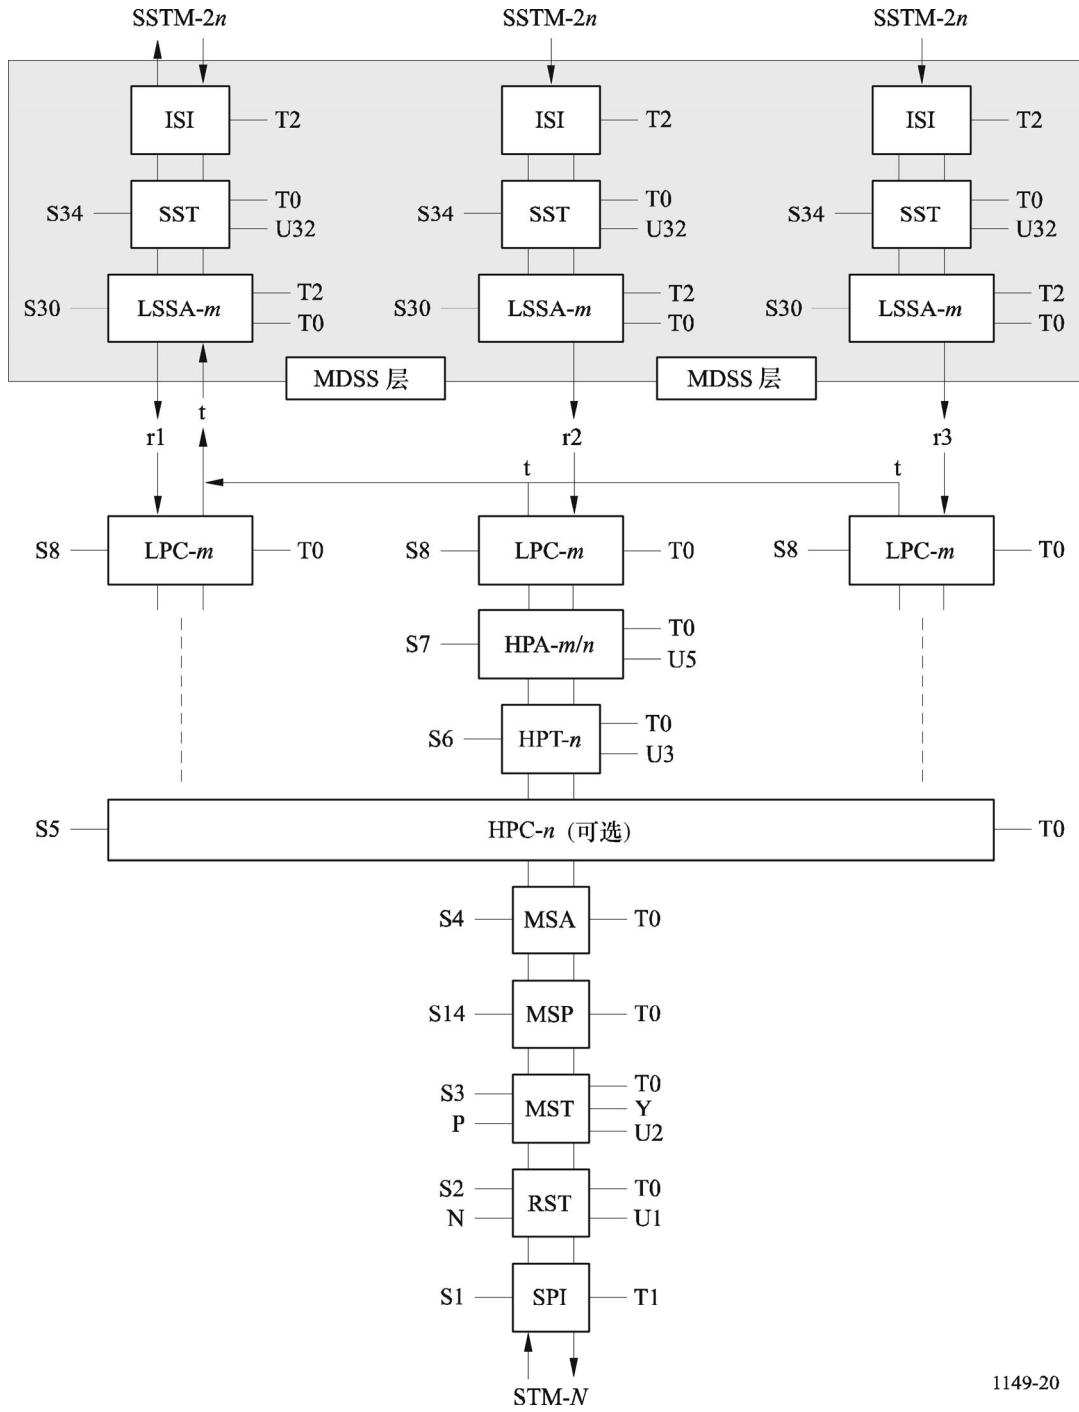 SSTM-2n SSTM-2n SSTM-2n
ISI T2 ISI T2 ISI T2
S34 SST T0 U32 S34 SST T0 U32 S34 SST T0 U32
S30 LSSA-m T2 T0 S30 LSSA-m T2 T0 S30 LSSA-m T2 T0
MDSS 层 MDSS 层
r1 t r2 r3
t t
S8 LPC-m T0 S8 LPC-m T0 S8 LPC-m T0
S7 HPA-m/n T0 U5
S6 HPT-n T0 U3
S5 HPC-n (可选) T0
S4 MSA T0
S14 MSP T0
S3 P MST T0 Y U2
S2 N RST T0 U1
S1 SPI T1
STM-N
1149-20